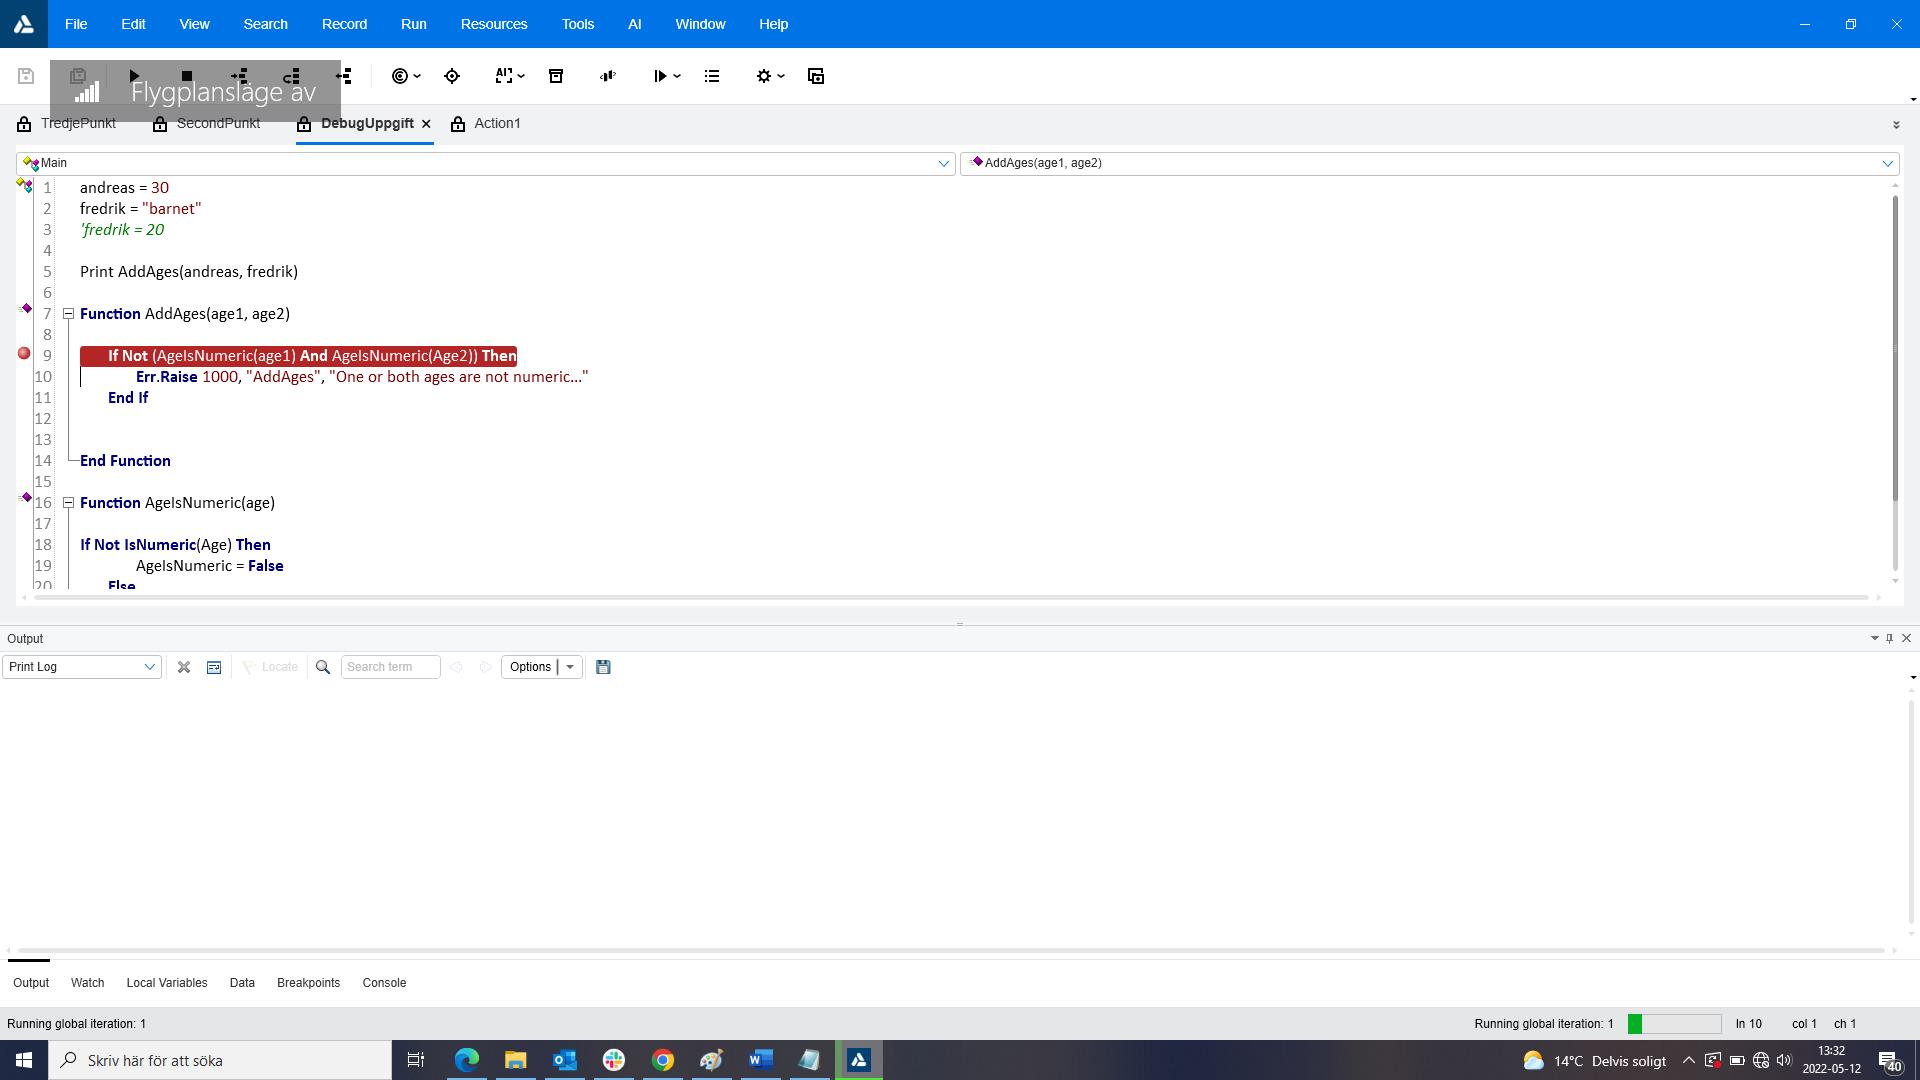 File Edit View Search Record Run Resources Tools AI Window Help
AI
Flygplansläge av
TredjePunkt SecondPunkt DebugUppgift Action1
Main AddAges(age1, age2)
1 andreas = 30
2 fredrik = "barnet"
3 'fredrik = 20
4
5 Print AddAges(andreas, fredrik)
6
7 Function AddAges(age1, age2)
8
9 If Not (AgeIsNumeric(age1) And AgeIsNumeric(Age2)) Then
10 Err.Raise 1000, "AddAges", "One or both ages are not numeric..."
11 End If
12
13
14 End Function
15
16 Function AgeIsNumeric(age)
17
18 If Not IsNumeric(Age) Then
19 AgeIsNumeric = False
20 Else
Output
Print Log Locate Search term Options
Output Watch Local Variables Data Breakpoints Console
Running global iteration: 1 Running global iteration: 1 ln 10 col 1 ch 1
Skriv här för att söka 14°C Delvis soligt 13:32
2022-05-12 40